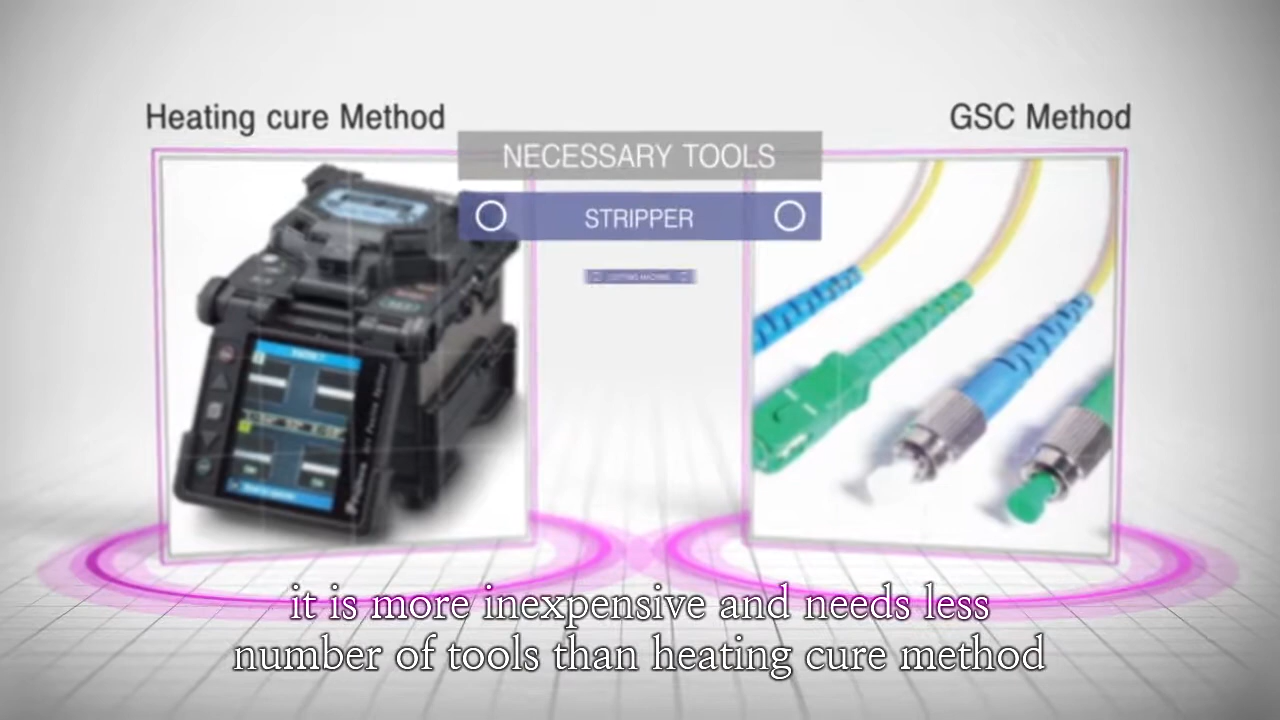 Heating cure Method
GSC Method
NECESSARY TOOLS
STRIPPER
it is more inexpensive and needs less
number of tools than heating cure method